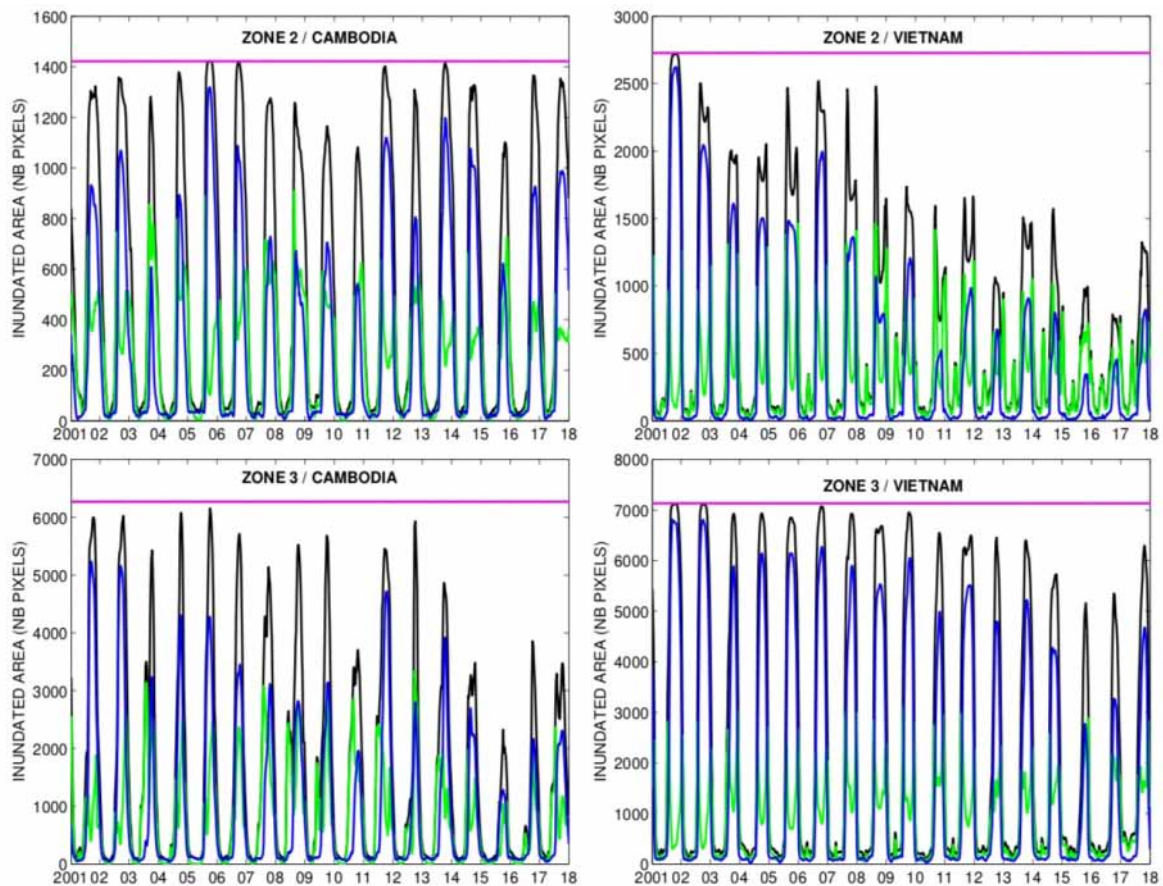 ZONE 2 / CAMBODIA
INUNDATED AREA (NB PIXELS)
1600
1400
1200
1000
800
600
400
200
0
2001 02 03 04 05 06 07 08 09 10 11 12 13 14 15 16 17 18
ZONE 2 / VIETNAM
INUNDATED AREA (NB PIXELS)
3000
2500
2000
1500
1000
500
0
2001 02 03 04 05 06 07 08 09 10 11 12 13 14 15 16 17 18
ZONE 3 / CAMBODIA
INUNDATED AREA (NB PIXELS)
7000
6000
5000
4000
3000
2000
1000
0
2001 02 03 04 05 06 07 08 09 10 11 12 13 14 15 16 17 18
ZONE 3 / VIETNAM
INUNDATED AREA (NB PIXELS)
8000
7000
6000
5000
4000
3000
2000
1000
0
2001 02 03 04 05 06 07 08 09 10 11 12 13 14 15 16 17 18